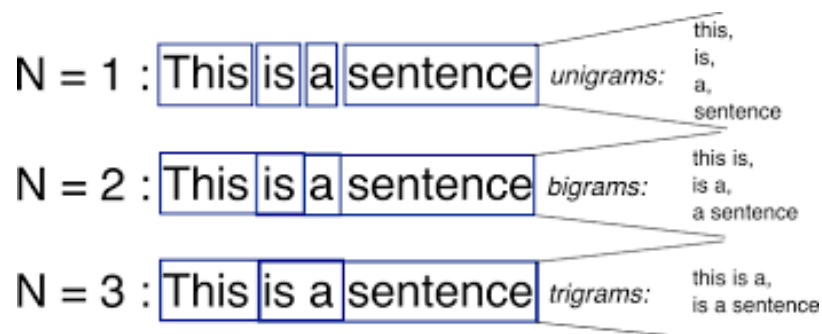 N = 1 : This is a sentence unigrams:
this,
is,
a,
sentence
N = 2 : This is a sentence bigrams:
this is,
is a,
a sentence
N = 3 : This is a sentence trigrams:
this is a,
is a sentence